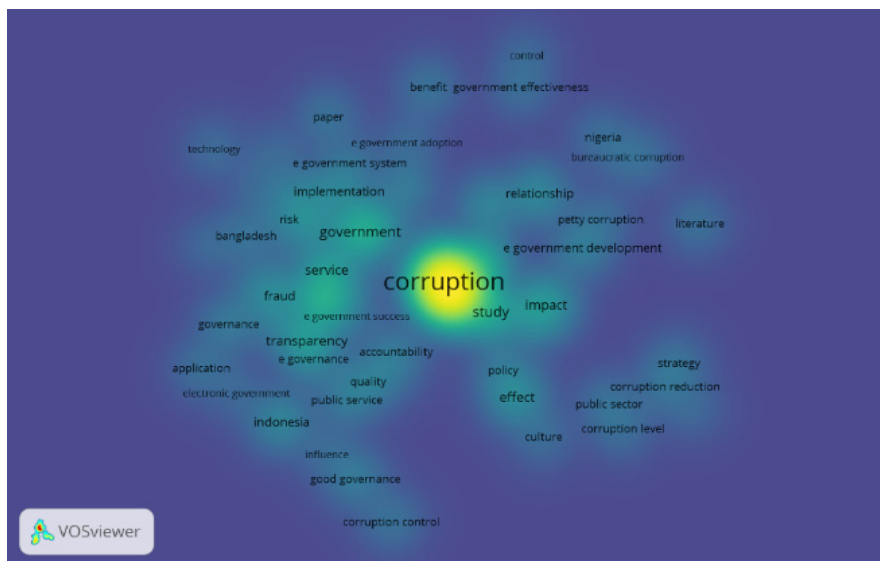 control
benefit government effectiveness
paper
nigeria
e government adoption
technology
bureaucratic corruption
e government system
implementation
relationship
risk
petty corruption
literature
bangladesh
government
e government development
service
corruption
fraud
impact
study
e government success
governance
transparency
accountability
e governance
strategy
application
policy
quality
corruption reduction
electronic government
effect
public service
public sector
indonesia
corruption level
culture
influence
good governance
corruption control
VOSviewer